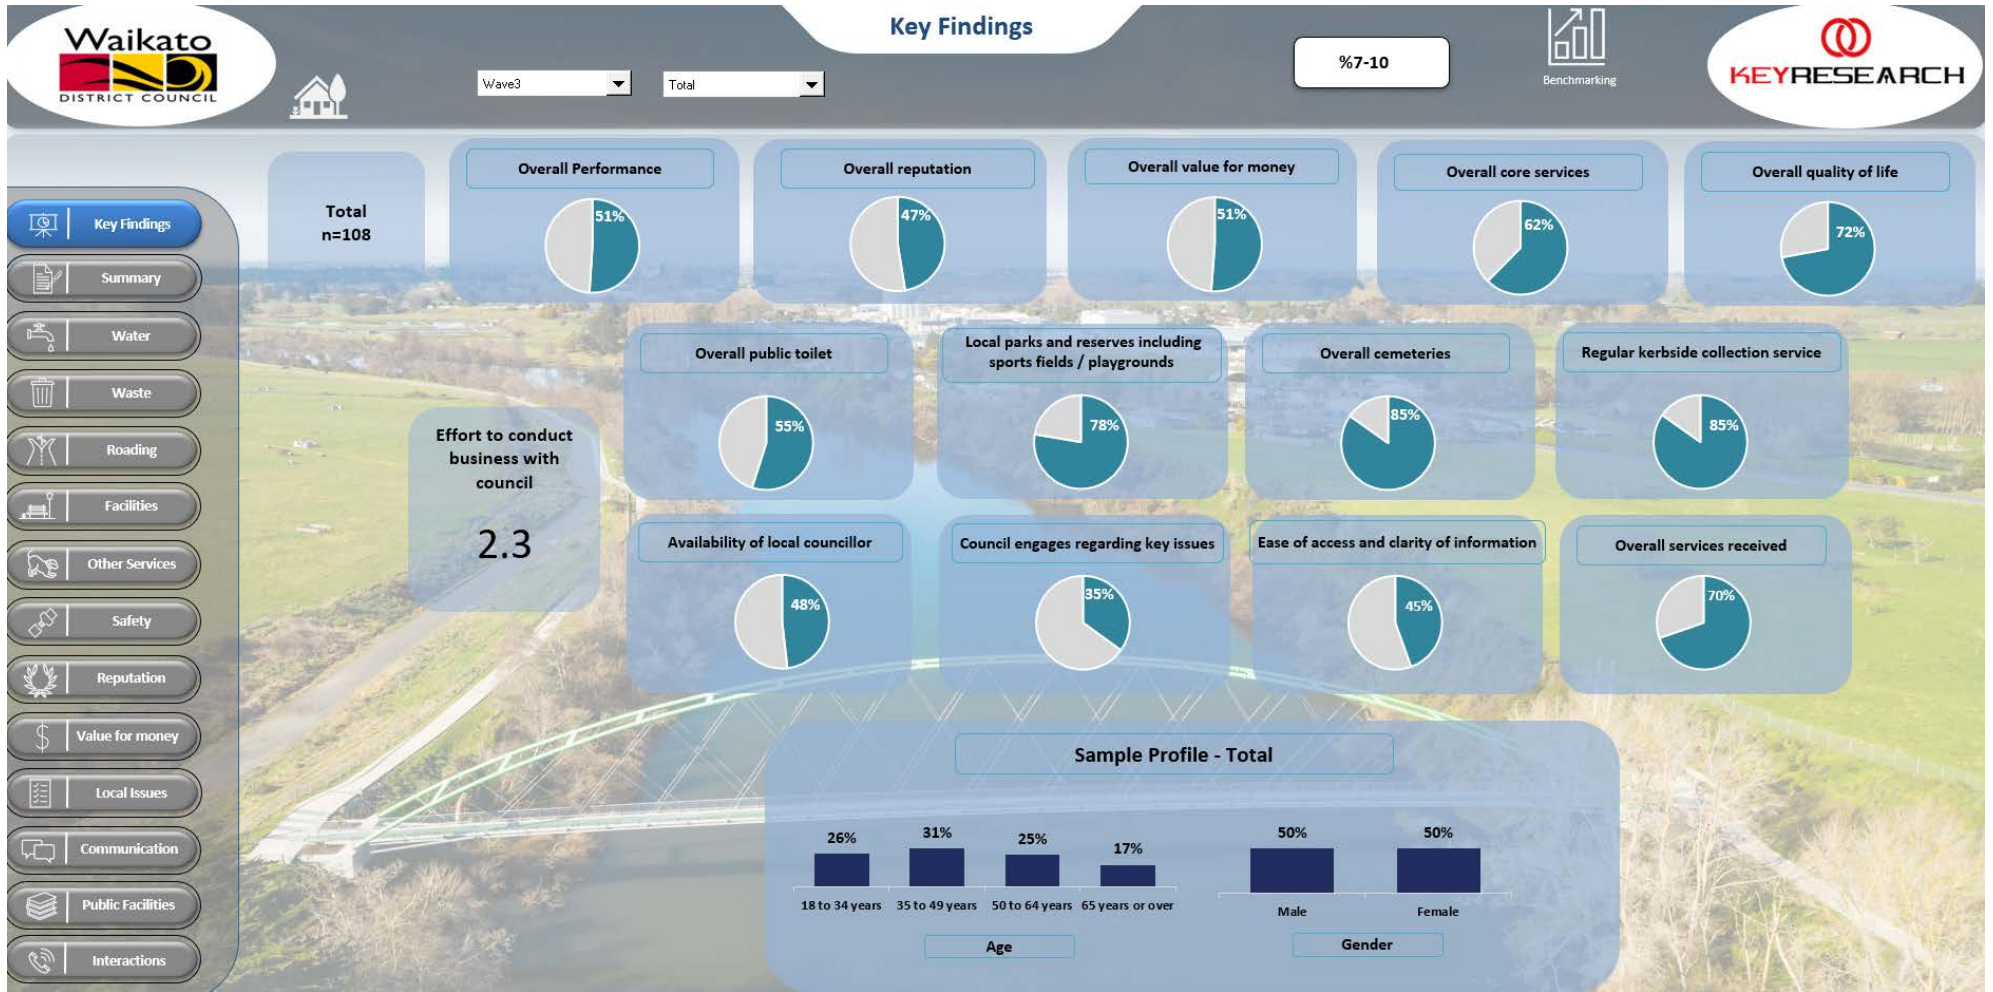 Waikato
DISTRICT COUNCIL
Key Findings
Wave3
Total
%7-10
Benchmarking
KEYRESEARCH
Key Findings
Summary
Water
Waste
Roading
Facilities
Other Services
Safety
Reputation
Value for money
Local Issues
Communication
Public Facilities
Interactions
Total
n=108
Overall Performance
51%
Overall reputation
47%
Overall value for money
51%
Overall core services
62%
Overall quality of life
72%
Effort to conduct
business with
council
2.3
Overall public toilet
55%
Local parks and reserves including
sports fields / playgrounds
78%
Overall cemeteries
85%
Regular kerbside collection service
85%
Availability of local councillor
48%
Council engages regarding key issues
35%
Ease of access and clarity of information
45%
Overall services received
70%
Sample Profile - Total
26% 31% 25% 17%
18 to 34 years 35 to 49 years 50 to 64 years 65 years or over
Age
50% 50%
Male Female
Gender